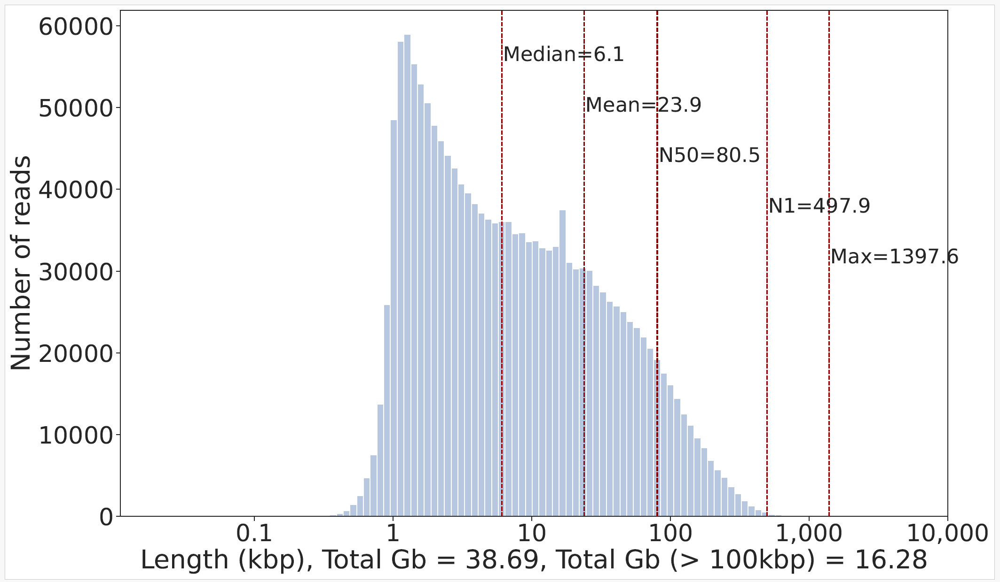 60000
50000
40000
30000
20000
10000
0
Number of reads
Median=6.1
Mean=23.9
N50=80.5
N1=497.9
Max=1397.6
0.1 1 10 100 1,000 10,000
Length (kbp), Total Gb = 38.69, Total Gb (> 100kbp) = 16.28